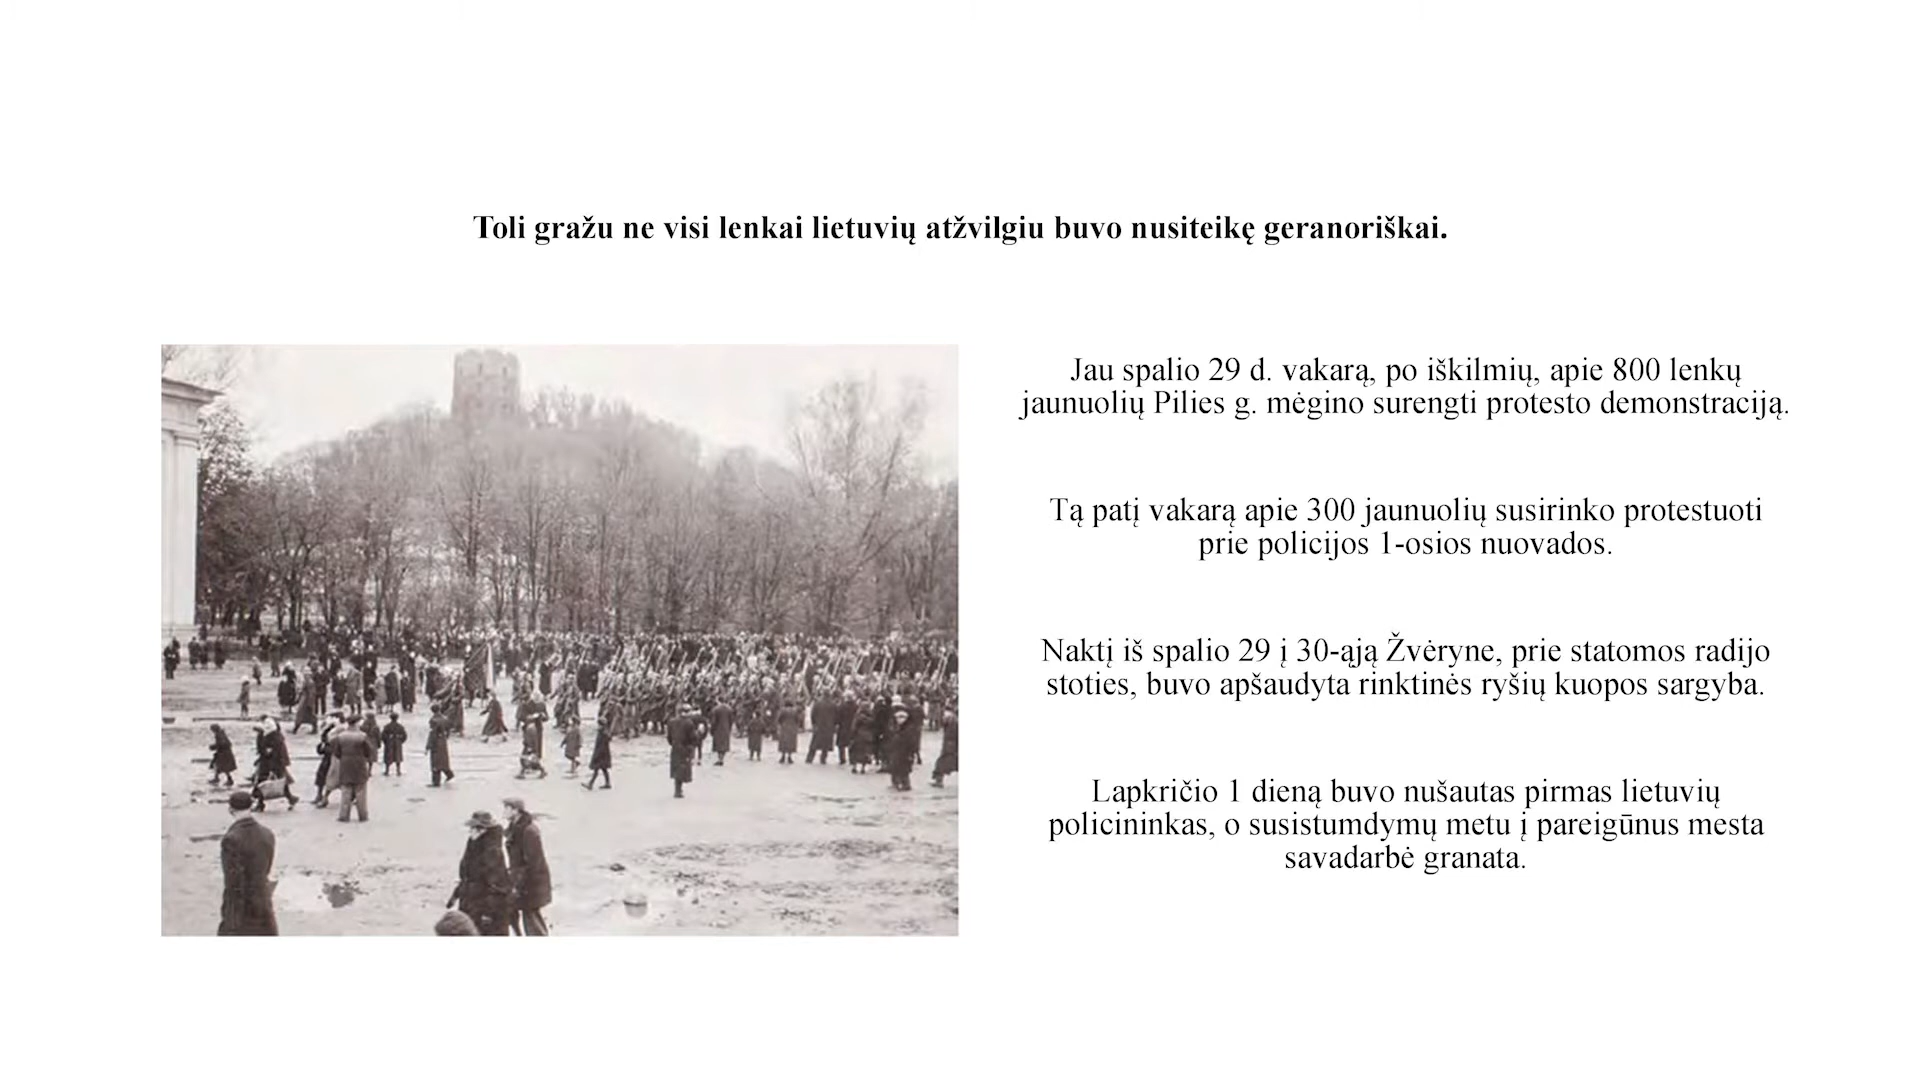 Toli gražu ne visi lenkai lietuvių atžvilgiu buvo nusiteikę geranoriškai.
Jau spalio 29 d. vakarą, po iškilmių, apie 800 lenkų
jaunuolių Pilies g. mėgino surengti protesto demonstraciją.
Tą patį vakarą apie 300 jaunuolių susirinko protestuoti
prie policijos 1-osios nuovados.
Naktį iš spalio 29 į 30-ąją Žvėryne, prie statomos radijo
stoties, buvo apšaudyta rinktinės ryšių kuopos sargyba.
Lapkričio 1 dieną buvo nušautas pirmas lietuvių
policininkas, o susistumdymų metu į pareigūnus mesta
savadarbė granata.